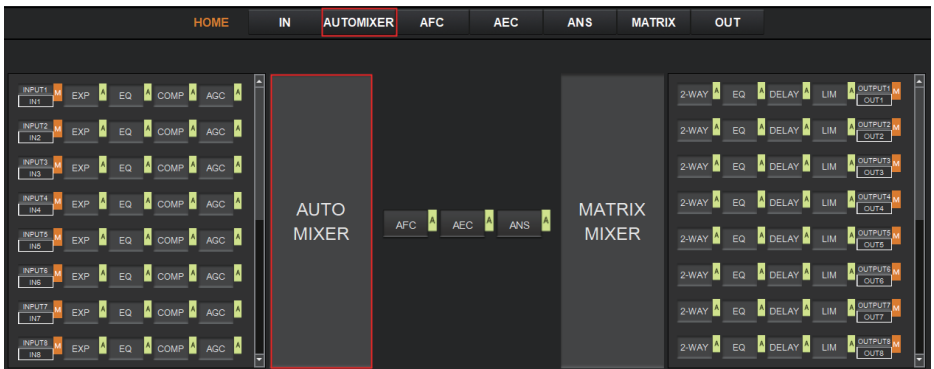 HOME IN AUTOMIXER AFC AEC ANS MATRIX OUT
INPUT1 M EXP A EQ A COMP A AGC A 2-WAY A EQ A DELAY A LIM A OUTPUT1 M
IN1 OUT1
INPUT2 M EXP A EQ A COMP A AGC A 2-WAY A EQ A DELAY A LIM A OUTPUT2 M
IN2 OUT2
INPUT3 M EXP A EQ A COMP A AGC A 2-WAY A EQ A DELAY A LIM A OUTPUT3 M
IN3 OUT3
INPUT4 M EXP A EQ A COMP A AGC A 2-WAY A EQ A DELAY A LIM A OUTPUT4 M
IN4 OUT4
AUTO
MIXER
AFC A AEC A ANS A
MATRIX
MIXER
INPUT5 M EXP A EQ A COMP A AGC A 2-WAY A EQ A DELAY A LIM A OUTPUT5 M
IN5 OUT5
INPUT6 M EXP A EQ A COMP A AGC A 2-WAY A EQ A DELAY A LIM A OUTPUT6 M
IN6 OUT6
INPUT7 M EXP A EQ A COMP A AGC A 2-WAY A EQ A DELAY A LIM A OUTPUT7 M
IN7 OUT7
INPUT8 M EXP A EQ A COMP A AGC A 2-WAY A EQ A DELAY A LIM A OUTPUT8 M
IN8 OUT8